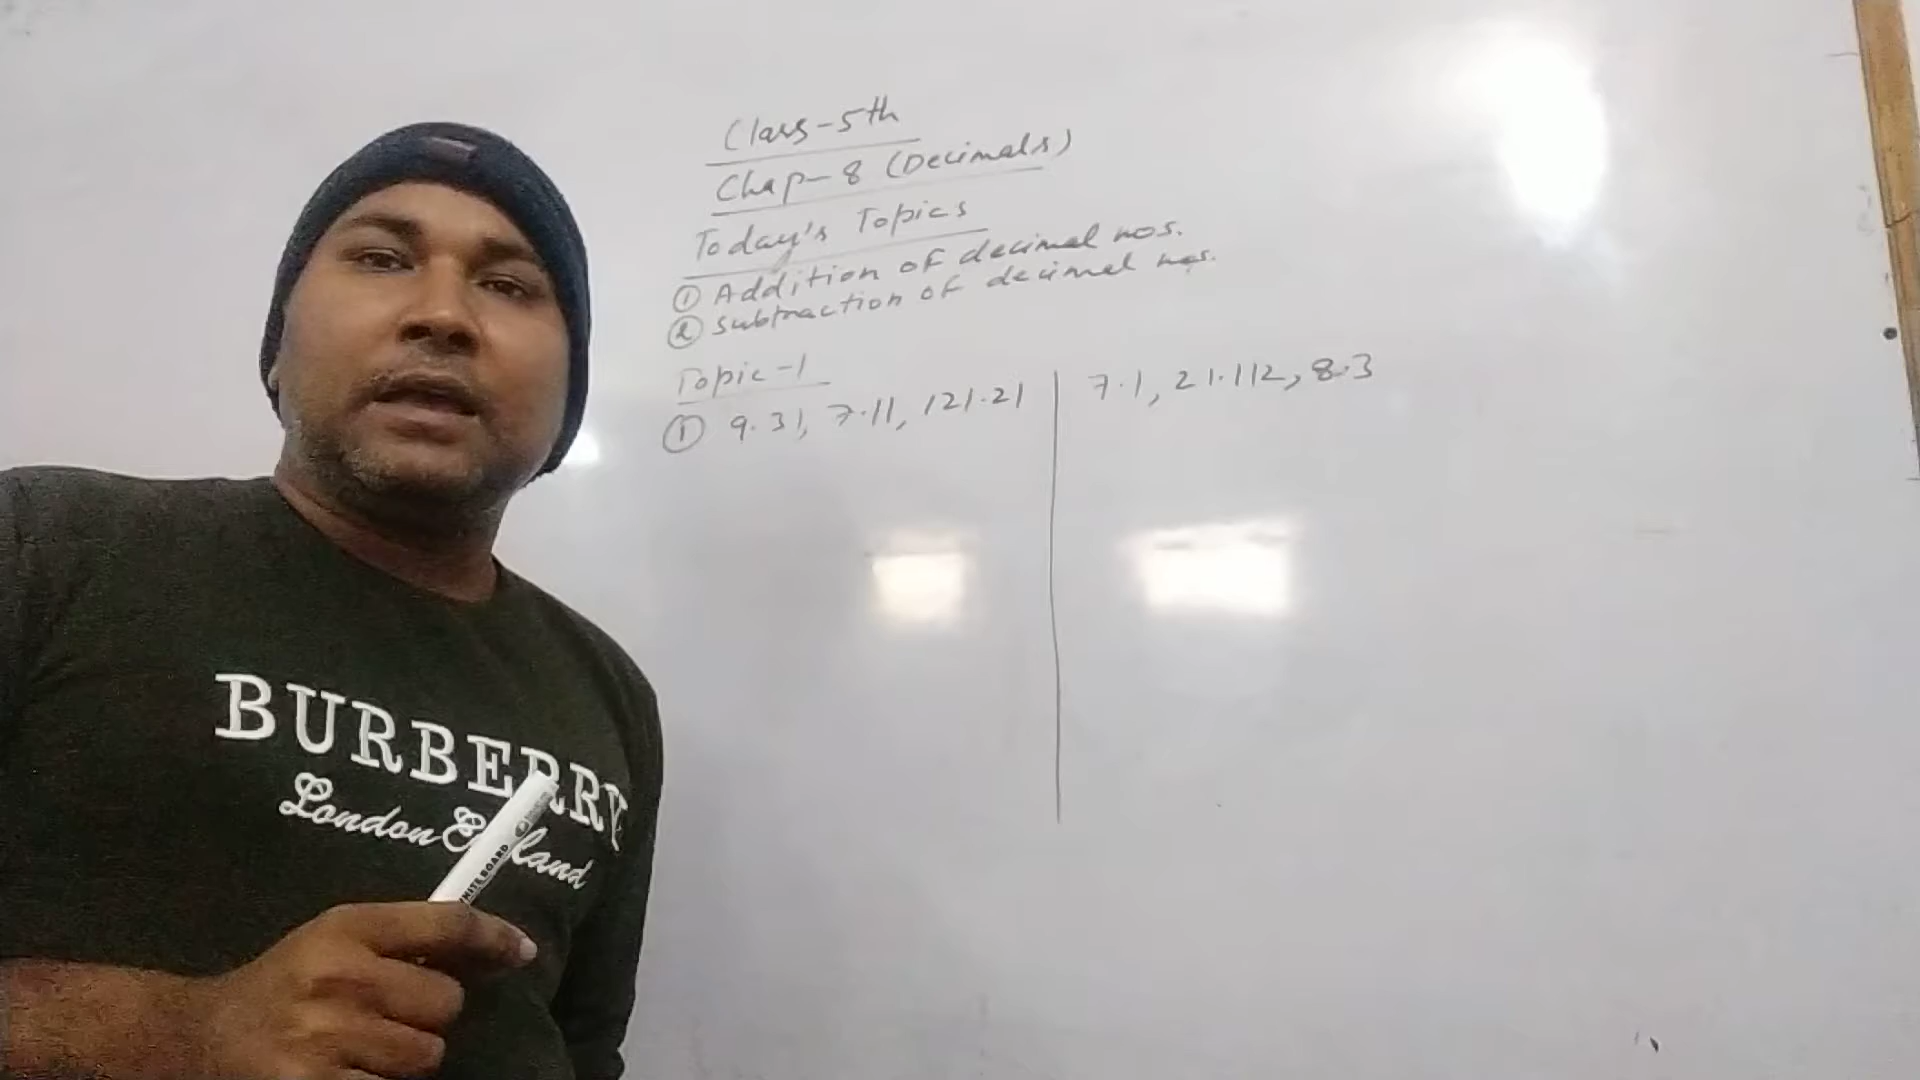 Class-5th
Chap-8 (Decimals)
Today's Topics
① Addition of decimal nos.
② Subtraction of decimal nos.
Topic-1
① 9.31, 7.11, 121.21
7.1, 21.112, 8.3
BURBERRY
London
WHITEBOARD